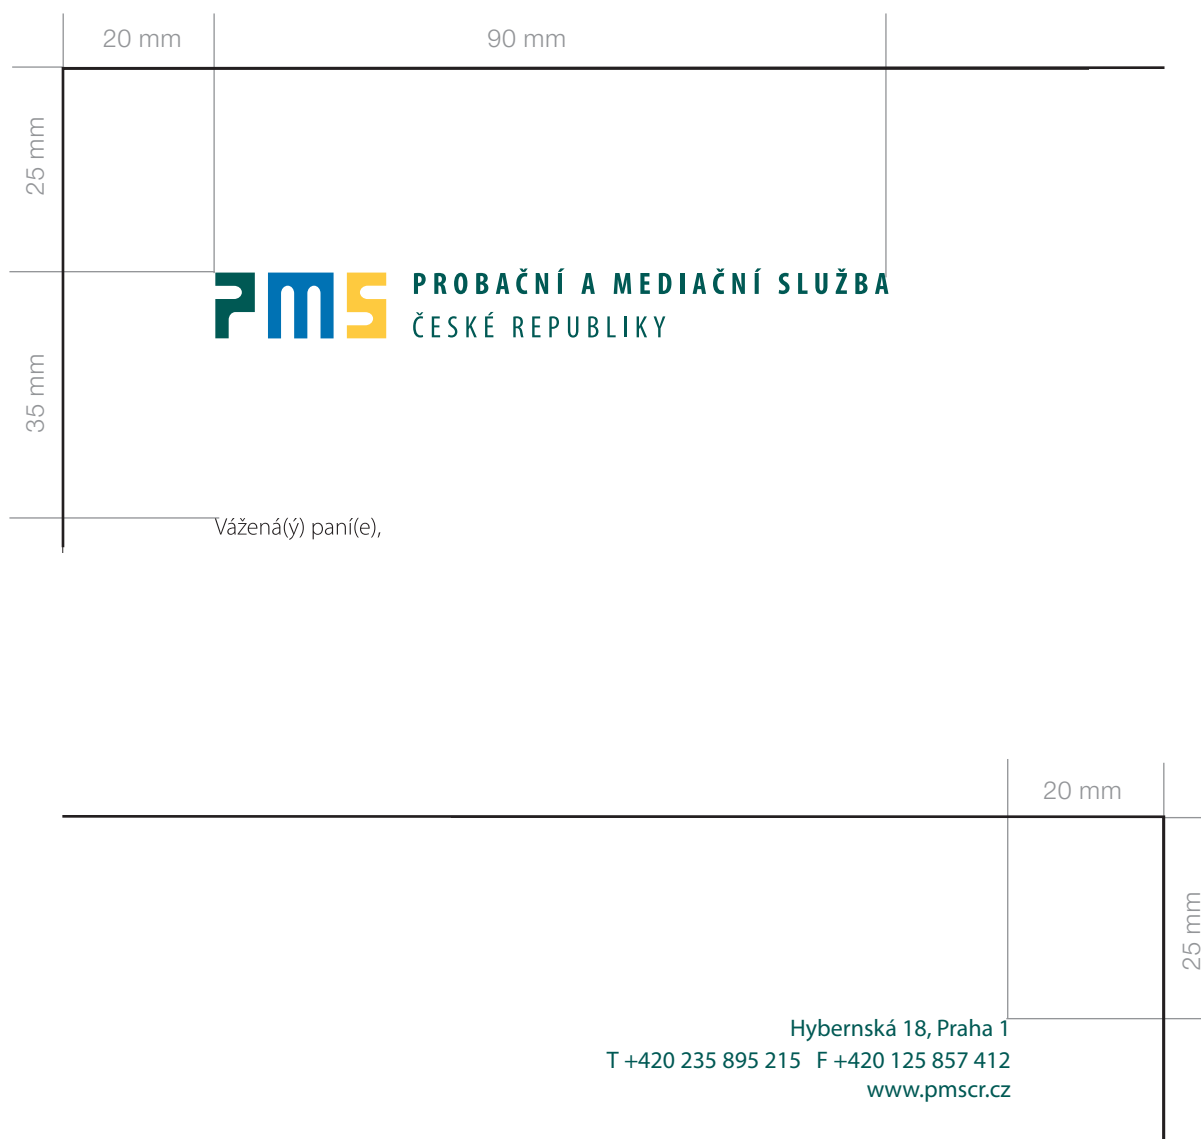 20 mm 90 mm
25 mm
PMS PROBAČNÍ A MEDIAČNÍ SLUŽBA
ČESKÉ REPUBLIKY
35 mm
Vážená(ý) paní(e),
20 mm
25 mm
Hybernská 18, Praha 1
T +420 235 895 215 F +420 125 857 412
www.pmscr.cz